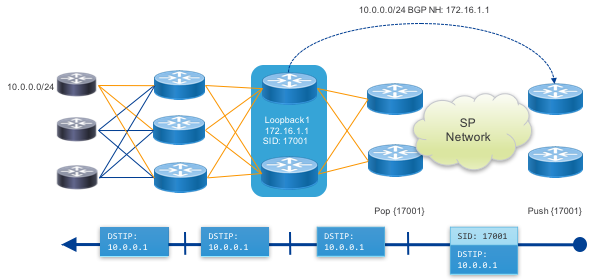 10.0.0.0/24 BGP NH: 172.16.1.1
10.0.0.0/24
Loopback1
172.16.1.1
SID: 17001
SP
Network
Pop {17001}
Push {17001}
DSTIP:
10.0.0.1
DSTIP:
10.0.0.1
DSTIP:
10.0.0.1
SID: 17001
DSTIP:
10.0.0.1